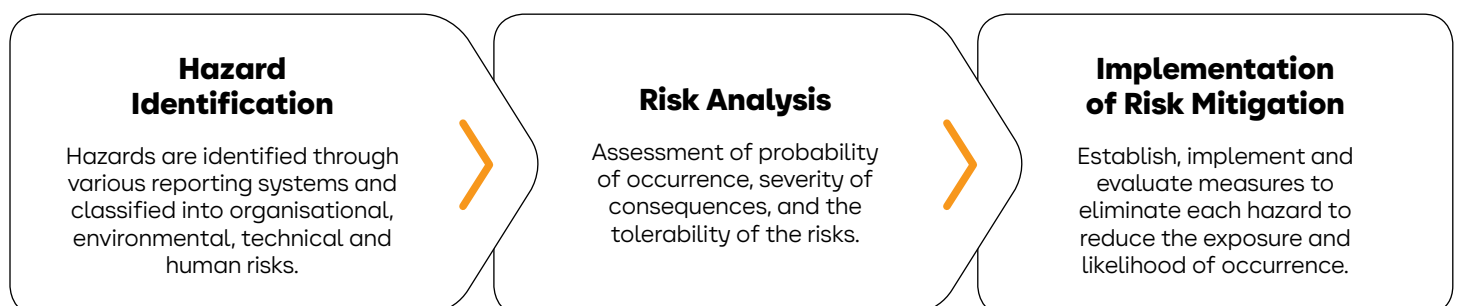 Hazard
Identification
Hazards are identified through
various reporting systems and
classified into organisational,
environmental, technical and
human risks.
Risk Analysis
Assessment of probability
of occurrence, severity of
consequences, and the
tolerability of the risks.
Implementation
of Risk Mitigation
Establish, implement and
evaluate measures to
eliminate each hazard to
reduce the exposure and
likelihood of occurrence.